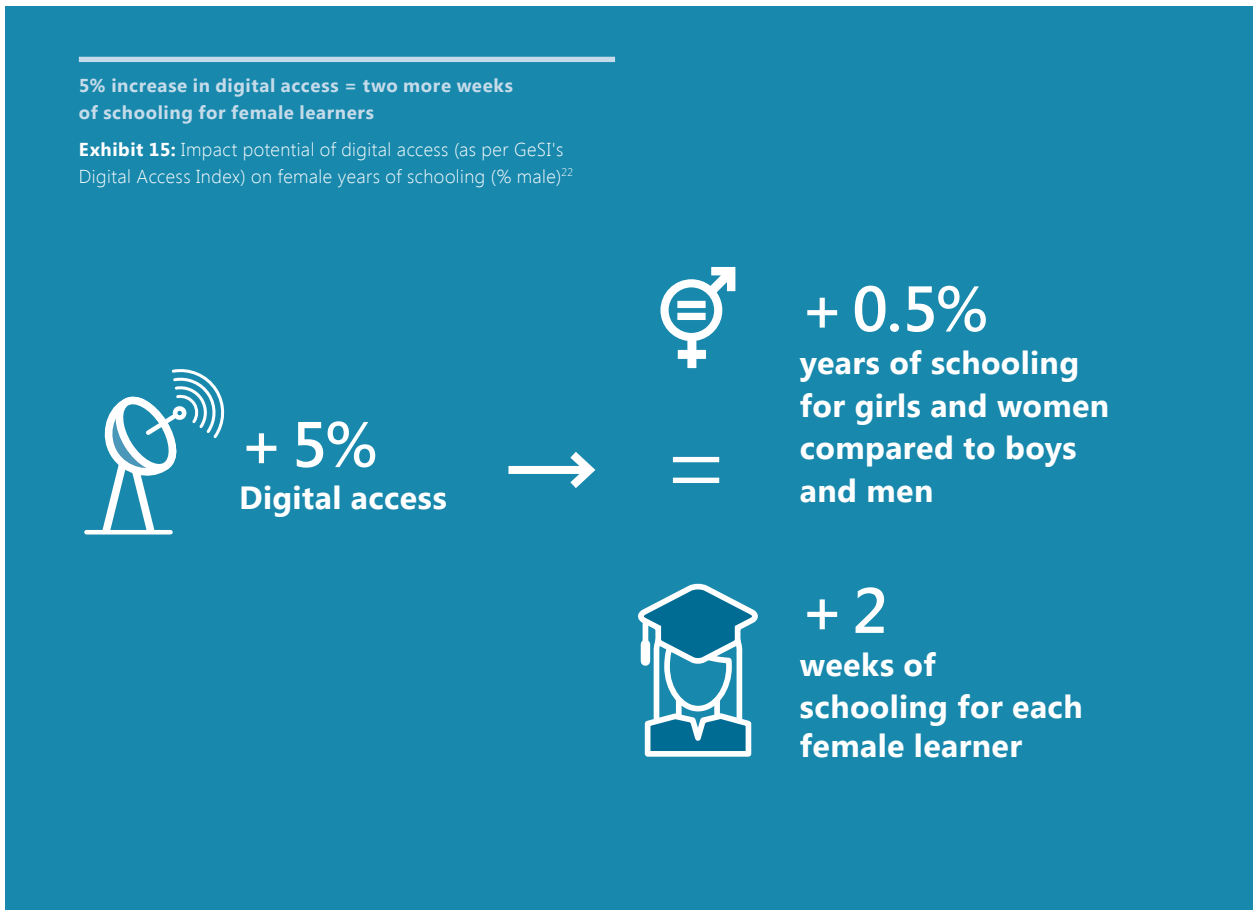 5% increase in digital access = two more weeks
of schooling for female learners
Exhibit 15: Impact potential of digital access (as per GeSI's
Digital Access Index) on female years of schooling (% male)22
+ 5%
Digital access
+ 0.5%
years of schooling
for girls and women
compared to boys
and men
=
+ 2
weeks of
schooling for each
female learner